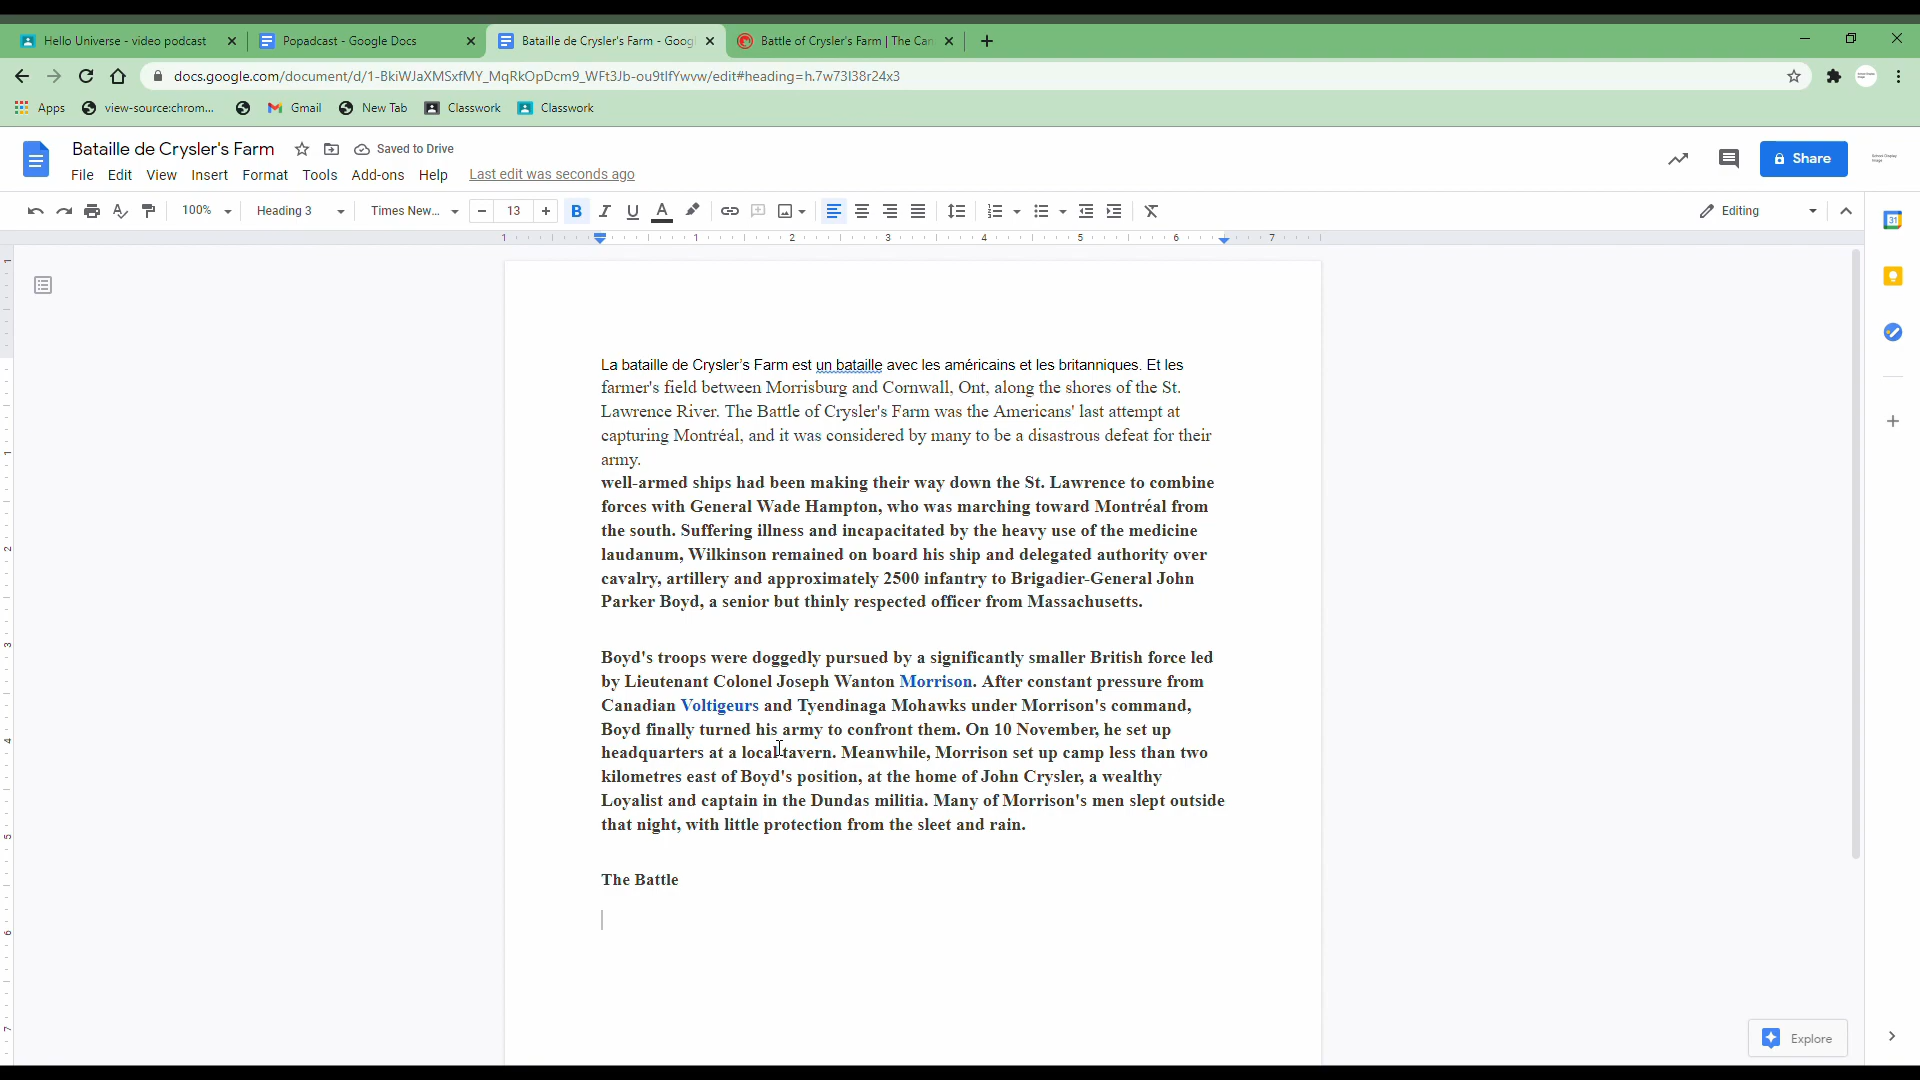 Hello Universe - video podcast
Popadcast - Google Docs
Bataille de Crysler's Farm - Goog
Battle of Crysler's Farm | The Can
docs.google.com/document/d/1-BkiWJaXMSxfMY_MqRkOpDcm9_WFt3Jb-ou9tIfYwvw/edit#heading=h.7w73l38r24x3
Apps
view-source:chrom...
Gmail
New Tab
Classwork
Classwork
Bataille de Crysler's Farm
Saved to Drive
File Edit View Insert Format Tools Add-ons Help Last edit was seconds ago
Share
100% Heading 3 Times New... 13
Editing
1 1 2 3 4 5 6 7
La bataille de Crysler's Farm est un bataille avec les américains et les britanniques. Et les
farmer's field between Morrisburg and Cornwall, Ont, along the shores of the St.
Lawrence River. The Battle of Crysler's Farm was the Americans' last attempt at
capturing Montréal, and it was considered by many to be a disastrous defeat for their
army.
well-armed ships had been making their way down the St. Lawrence to combine
forces with General Wade Hampton, who was marching toward Montréal from
the south. Suffering illness and incapacitated by the heavy use of the medicine
laudanum, Wilkinson remained on board his ship and delegated authority over
cavalry, artillery and approximately 2500 infantry to Brigadier-General John
Parker Boyd, a senior but thinly respected officer from Massachusetts.
Boyd's troops were doggedly pursued by a significantly smaller British force led
by Lieutenant Colonel Joseph Wanton Morrison. After constant pressure from
Canadian Voltigeurs and Tyendinaga Mohawks under Morrison's command,
Boyd finally turned his army to confront them. On 10 November, he set up
headquarters at a local tavern. Meanwhile, Morrison set up camp less than two
kilometres east of Boyd's position, at the home of John Crysler, a wealthy
Loyalist and captain in the Dundas militia. Many of Morrison's men slept outside
that night, with little protection from the sleet and rain.
The Battle
Explore